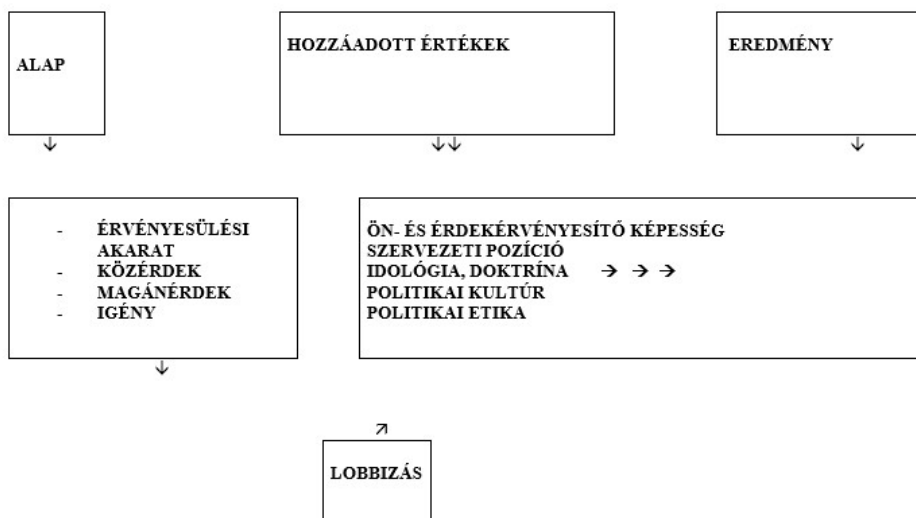 ALAP
HOZZÁADOTT ÉRTÉKEK
EREDMÉNY
↓
↓↓
↓
- ÉRVÉNYESÜLÉSI
AKARAT
- KÖZÉRDEK
- MAGÁNÉRDEK
- IGÉNY
ÖN- ÉS ÉRDEKÉRVÉNYESÍTŐ KÉPESSÉG
SZERVEZETI POZÍCIÓ
IDOLÓGIA, DOKTRÍNA → → →
POLITIKAI KULTÚR
POLITIKAI ETIKA
↓
↗
LOBBIZÁS